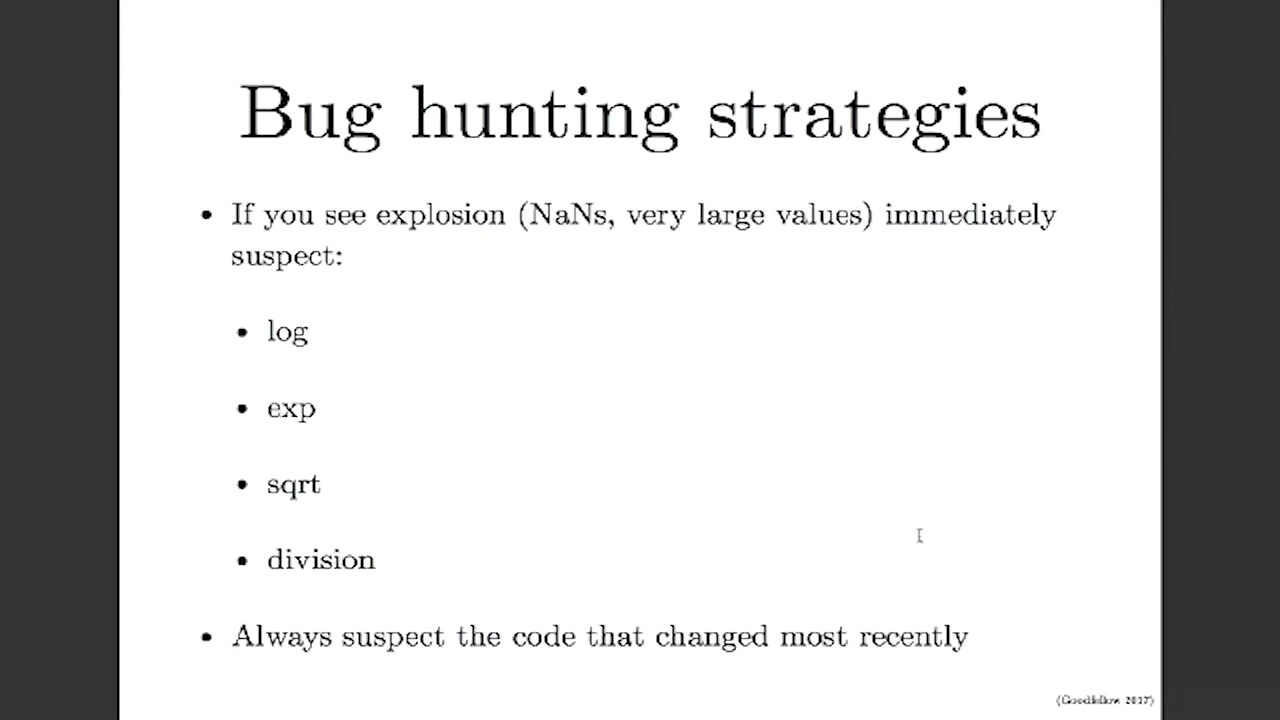 Bug hunting strategies
• If you see explosion (NaNs, very large values) immediately
suspect:
• log
• exp
• sqrt
• division
• Always suspect the code that changed most recently
(Goodfellow 2017)